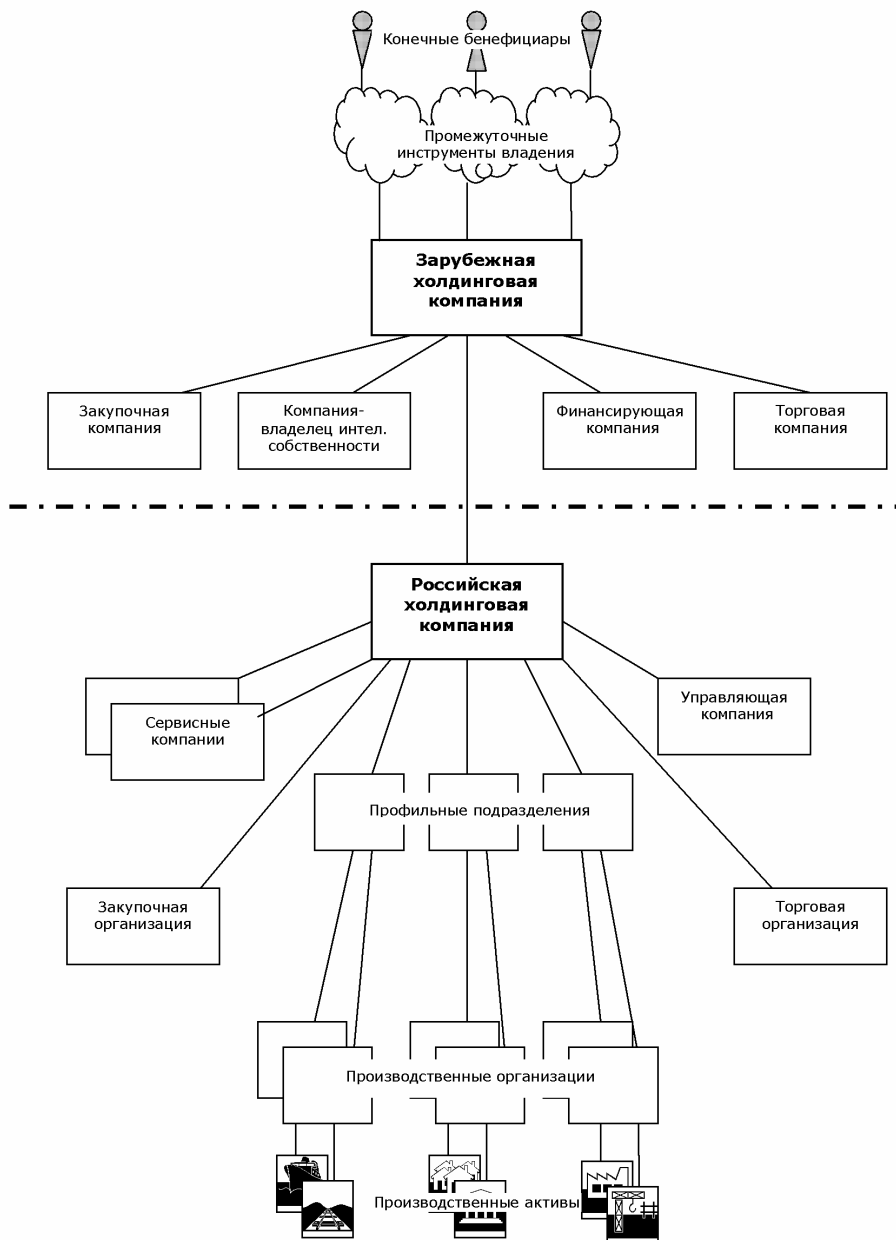 Конечные бенефициары
Промежуточные
инструменты владения
Зарубежная
холдинговая
компания
Закупочная
компания
Компания-
владелец интел.
собственности
Финансирующая
компания
Торговая
компания
Российская
холдинговая
компания
Сервисные
компании
Управляющая
компания
Профильные подразделения
Закупочная
организация
Торговая
организация
Производственные организации
Производственные активы